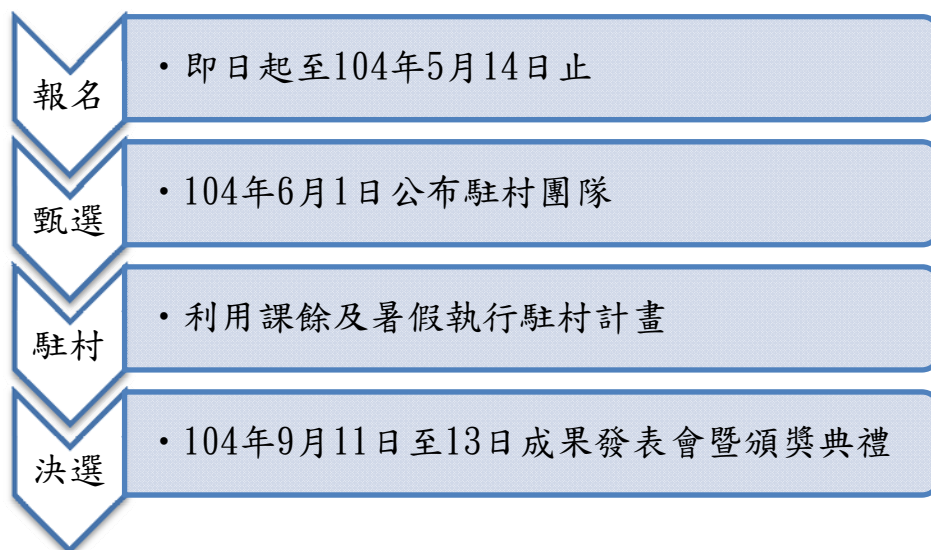 報名
・即日起至104年5月14日止
甄選
・104年6月1日公布駐村團隊
駐村
・利用課餘及暑假執行駐村計畫
決選
・104年9月11日至13日成果發表會暨頒獎典禮